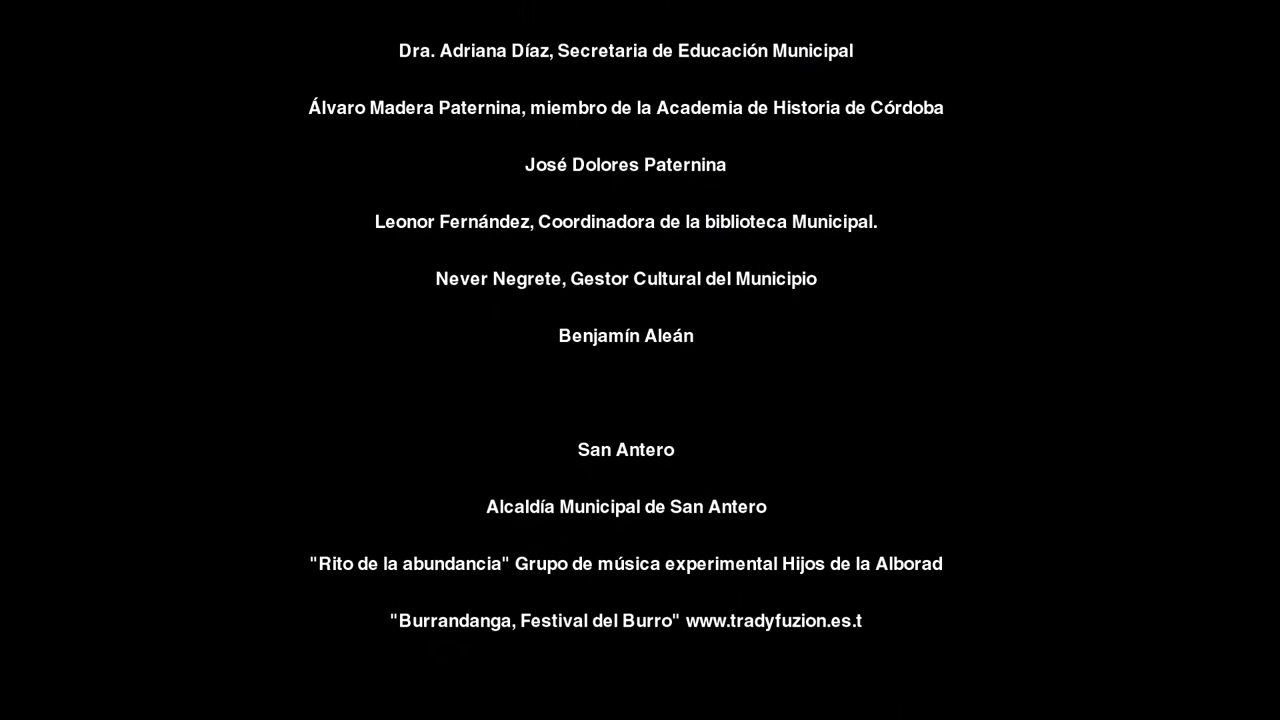 Dra. Adriana Díaz, Secretaria de Educación Municipal
Álvaro Madera Paternina, miembro de la Academia de Historia de Córdoba
José Dolores Paternina
Leonor Fernández, Coordinadora de la biblioteca Municipal.
Never Negrete, Gestor Cultural del Municipio
Benjamín Aleán
San Antero
Alcaldía Municipal de San Antero
"Rito de la abundancia" Grupo de música experimental Hijos de la Alborad
"Burrandanga, Festival del Burro" www.tradyfuzion.es.t